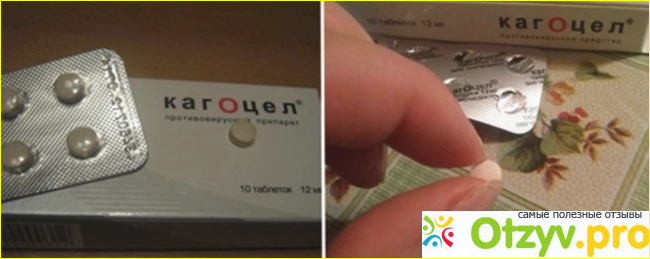 кагоцел®
противовирусный препарат
10 таблеток 12 мг
10 таблеток 12 мг
кагоцел®
противовирусное средство
самые полезные отзывы
Otzyv.pro